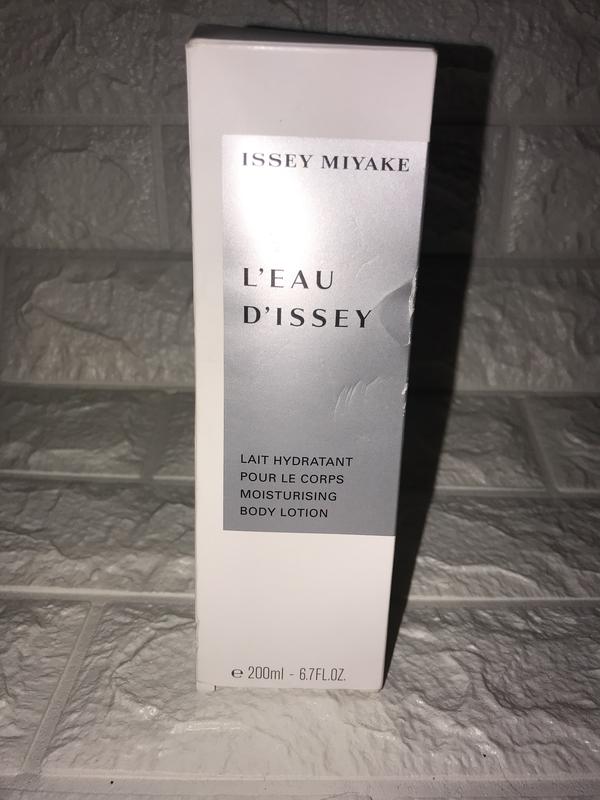 ISSEY MIYAKE
L'EAU
D'ISSEY
LAIT HYDRATANT
POUR LE CORPS
MOISTURISING
BODY LOTION
℮ 200ml - 6.7FL.OZ.